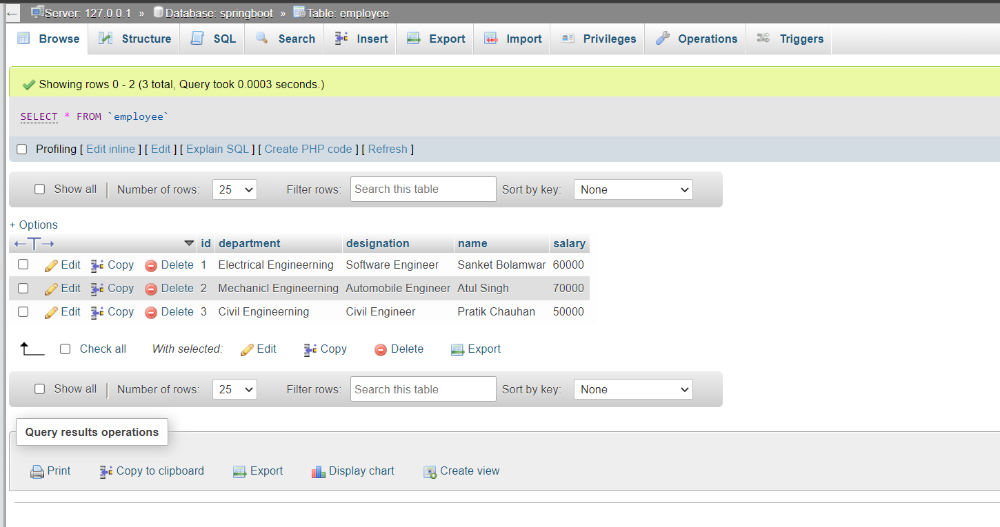 Server: 127.0.0.1 » Database: springboot » Table: employee
Browse Structure SQL Search Insert Export Import Privileges Operations Triggers
Showing rows 0 - 2 (3 total, Query took 0.0003 seconds.)
SELECT * FROM `employee`
Profiling [ Edit inline ] [ Edit ] [ Explain SQL ] [ Create PHP code ] [ Refresh ]
Show all Number of rows: 25 Filter rows: Search this table Sort by key: None
+ Options
id department designation name salary
Edit Copy Delete 1 Electrical Engineerning Software Engineer Sanket Bolamwar 60000
Edit Copy Delete 2 Mechanicl Engineerning Automobile Engineer Atul Singh 70000
Edit Copy Delete 3 Civil Engineerning Civil Engineer Pratik Chauhan 50000
Check all With selected: Edit Copy Delete Export
Show all Number of rows: 25 Filter rows: Search this table Sort by key: None
Query results operations
Print Copy to clipboard Export Display chart Create view